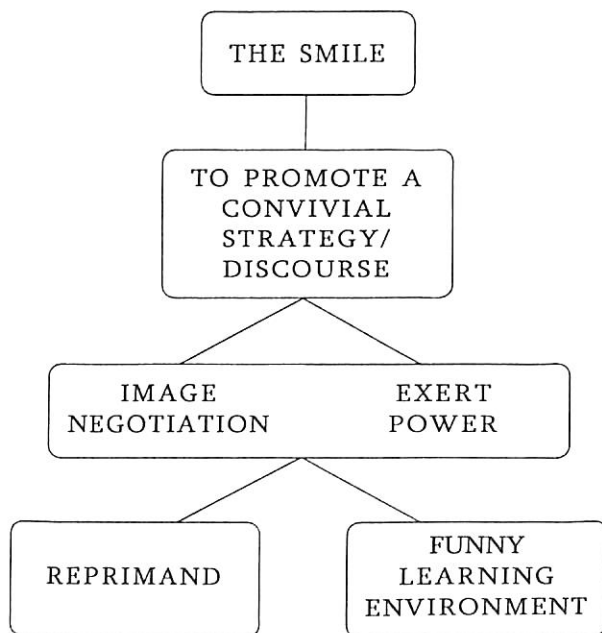 THE SMILE
TO PROMOTE A
CONVIVIAL
STRATEGY/
DISCOURSE
IMAGE
NEGOTIATION
EXERT
POWER
REPRIMAND
FUNNY
LEARNING
ENVIRONMENT